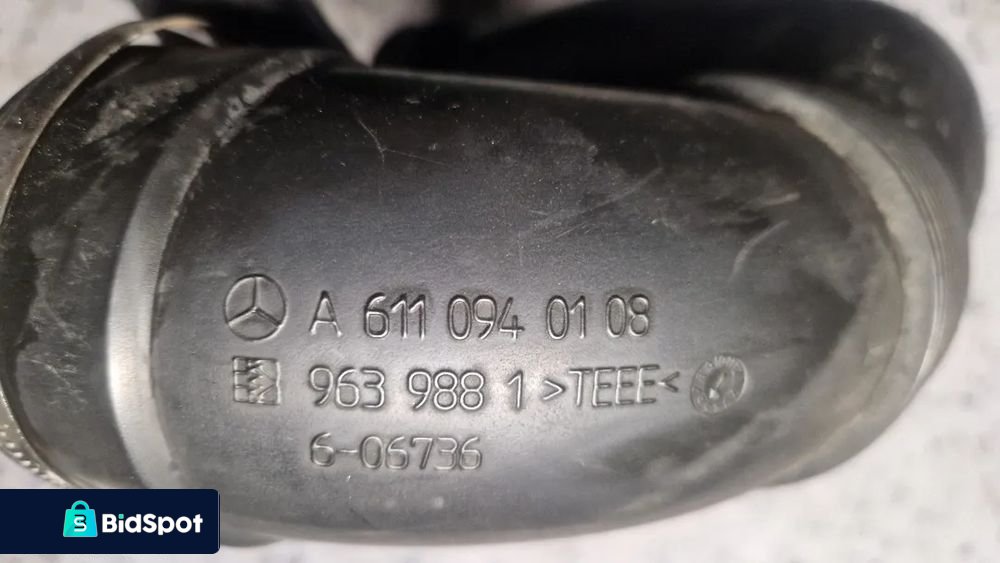 A 611 094 01 08
963 988 1 >TEEE<
6-06736
BidSpot